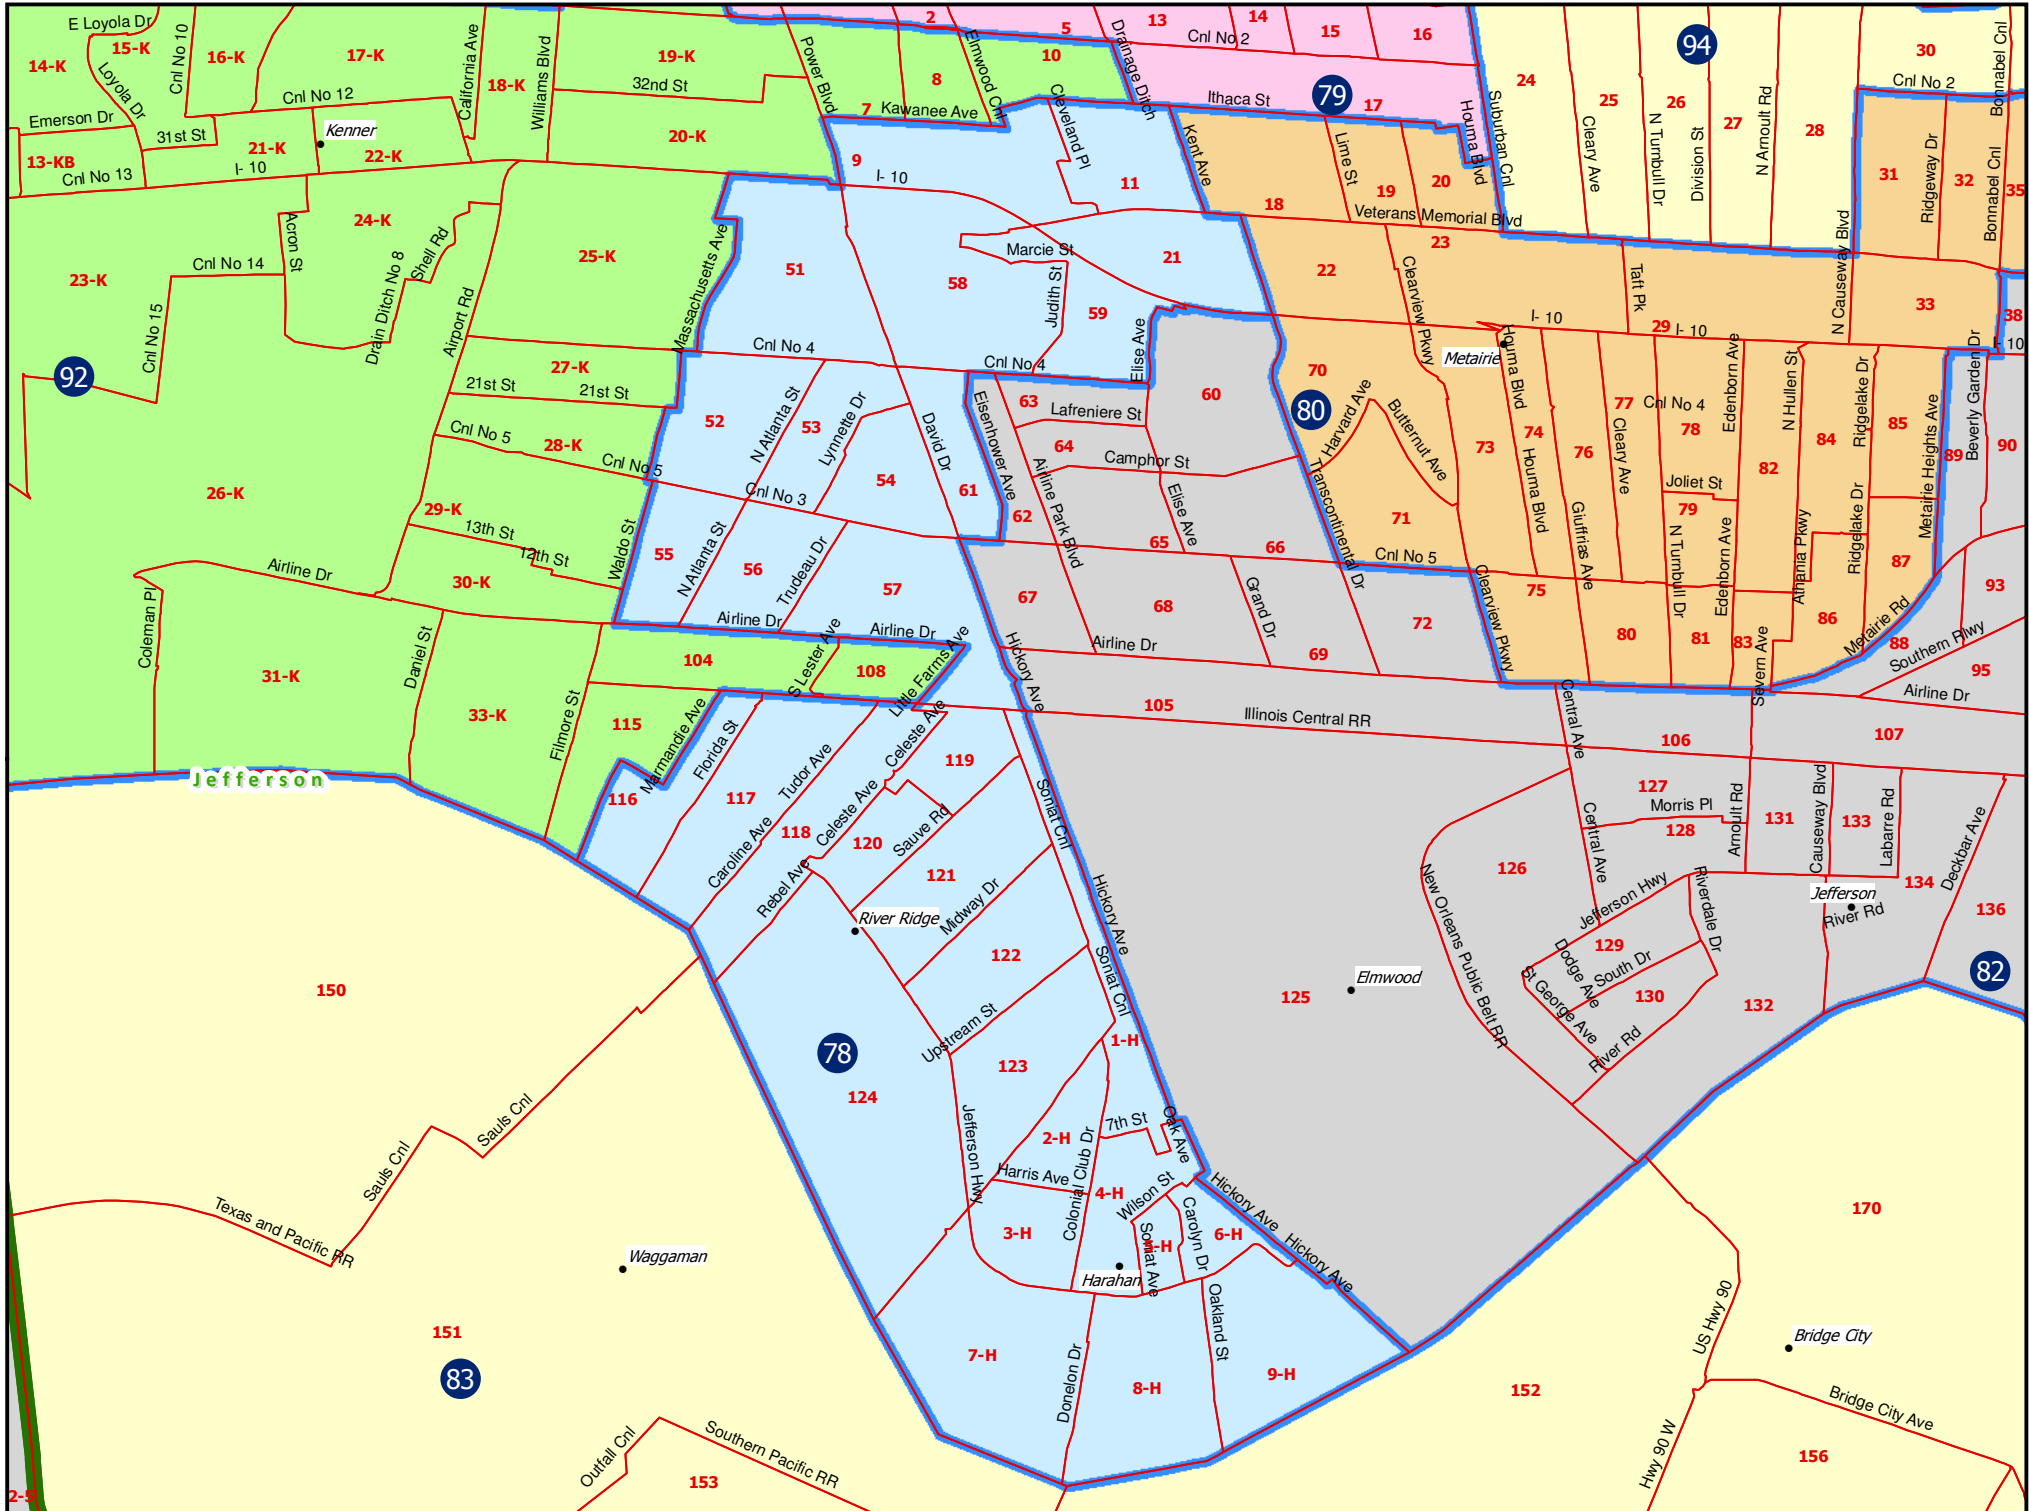 E Loyola Dr
14-K
15-K
Loyola Dr
Cnl No 10
16-K
17-K
California Ave
18-K
Williams Blvd
19-K
32nd St
Power Blvd
2
8
Elmwood Cnl
5
10
Drainage Ditch
13
Cnl No 2
14
15
16
94
24
30
Cnl No 2
Bonnabel Cnl
Cnl No 12
Emerson Dr
31st St
Kenner
7
Kawanee Ave
Cleveland Pl
Ithaca St
79
17
Houma Blvd
Suburban Cnl
25
26
27
28
Cleary Ave
N Turnbull Dr
Division St
N Arnoult Rd
13-KB
Cnl No 13
21-K
I- 10
22-K
20-K
9
I- 10
11
Kent Ave
Lime St
18
19
20
Veterans Memorial Blvd
31
Ridgeway Dr
32
Bonnabel Cnl
35
Acron St
24-K
Shell Rd
Drain Ditch No 8
25-K
Massachusetts Ave
23-K
Cnl No 14
Cnl No 15
Airport Rd
51
58
Marcie St
Judith St
21
59
22
23
Clearview Pkwy
Taft Pk
N Causeway Blvd
33
38
92
Cnl No 4
Cnl No 4
Elise Ave
I- 10
29
I- 10
I- 10
Metairie
Houma Blvd
27-K
21st St
21st St
Cnl No 5
28-K
Cnl No 5
52
N Atlanta St
53
Lynnette Dr
54
David Dr
61
Cnl No 3
Eisenhower Ave
63
Lafreniere St
64
Camphor St
Airline Park Blvd
62
Elise Ave
60
65
66
70
80
Harvard Ave
Butternut Ave
71
Transcontinental Dr
Cnl No 5
73
74
Houma Blvd
76
Giuffrias Ave
77
Cleary Ave
Cnl No 4
78
Joliet St
79
N Turnbull Dr
Edenborn Ave
Edenborn Ave
82
N Hullen St
84
Athania Pkwy
Ridgelake Dr
Ridgelake Dr
85
Metairie Heights Ave
89
Beverly Garden Dr
90
26-K
29-K
13th St
12th St
Waldo St
30-K
Airline Dr
Coleman Pl
31-K
Daniel St
33-K
Filmore St
55
N Atlanta St
56
Trudeau Dr
57
Airline Dr
Airline Dr
104
S Lester Ave
108
Little Farms Ave
115
67
68
Grand Dr
72
Airline Dr
69
Hickory Ave
Clearview Pkwy
75
80
81
83
86
87
88
93
95
Metairie Rd
Southern Rlwy
Airline Dr
Severn Ave
Jefferson
116
Marmandie Ave
Florida St
117
Tudor Ave
Caroline Ave
118
Celeste Ave
Celeste Ave
119
120
Sauve Rd
Rebel Ave
121
Midway Dr
River Ridge
122
Upstream St
Soniat Cnl
Soniat Cnl
Hickory Ave
105
Illinois Central RR
Central Ave
106
107
127
Morris Pl
128
Arnoult Rd
131
Causeway Blvd
133
Labarre Rd
Deckbar Ave
134
136
Central Ave
126
New Orleans Public Belt RR
Jefferson Hwy
Riverdale Dr
129
Dodge Ave
South Dr
St George Ave
130
River Rd
Jefferson
River Rd
132
82
Elmwood
125
150
78
124
123
1-H
2-H
7th St
Oak Ave
Harris Ave
Jefferson Hwy
Colonial Club Dr
3-H
4-H
Wilson St
Soniat Ave
-H
Carolyn Dr
6-H
Harahan
Hickory Ave
Hickory Ave
Oakland St
Donelon Dr
7-H
8-H
9-H
Sauls Cnl
Sauls Cnl
Texas and Pacific RR
Waggaman
151
83
Outfall Cnl
Southern Pacific RR
153
152
170
US Hwy 90
Bridge City
Bridge City Ave
Hwy 90 W
156